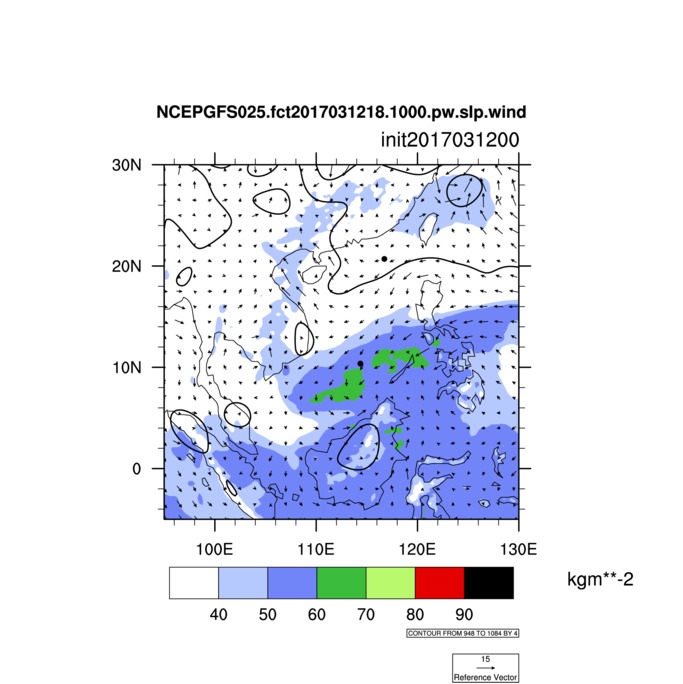 NCEPGFS025.fct2017031218.1000.pw.slp.wind
init2017031200
30N
20N
10N
0
100E 110E 120E 130E
kgm**-2
40 50 60 70 80 90
CONTOUR FROM 948 TO 1084 BY 4
15
Reference Vector